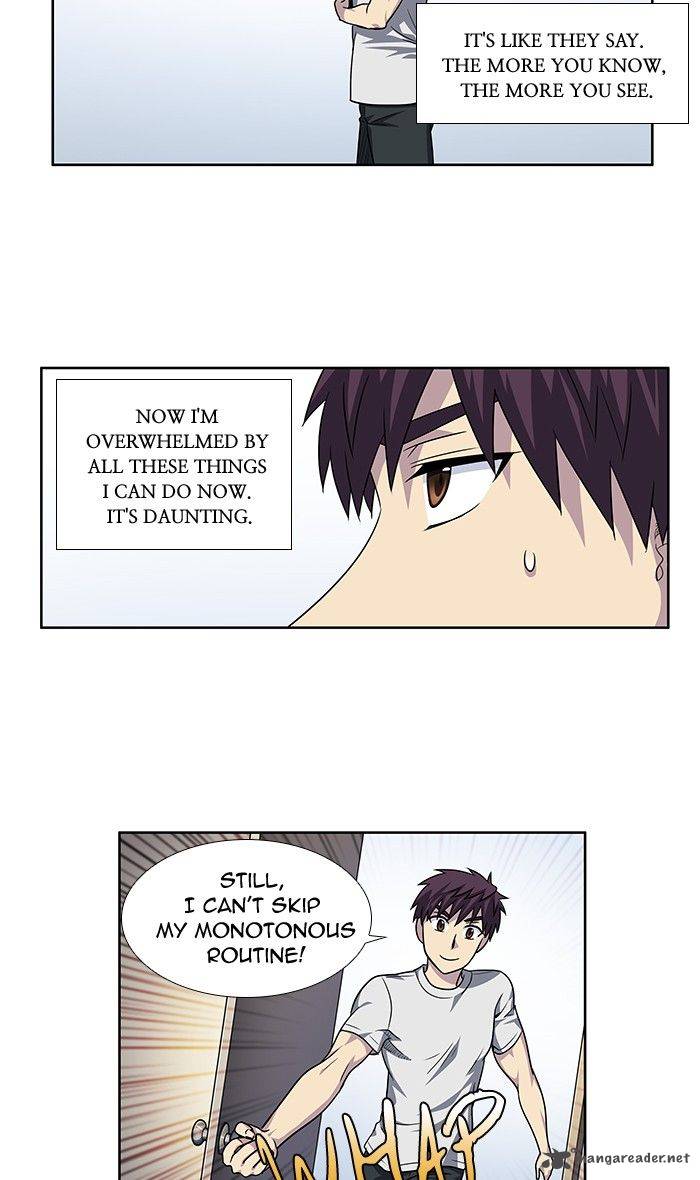 IT'S LIKE THEY SAY.
THE MORE YOU KNOW,
THE MORE YOU SEE.
NOW I'M
OVERWHELMED BY
ALL THESE THINGS
I CAN DO NOW.
IT'S DAUNTING.
STILL,
I CAN'T SKIP
MY MONOTONOUS
ROUTINE!
WHAP
mangareader.net